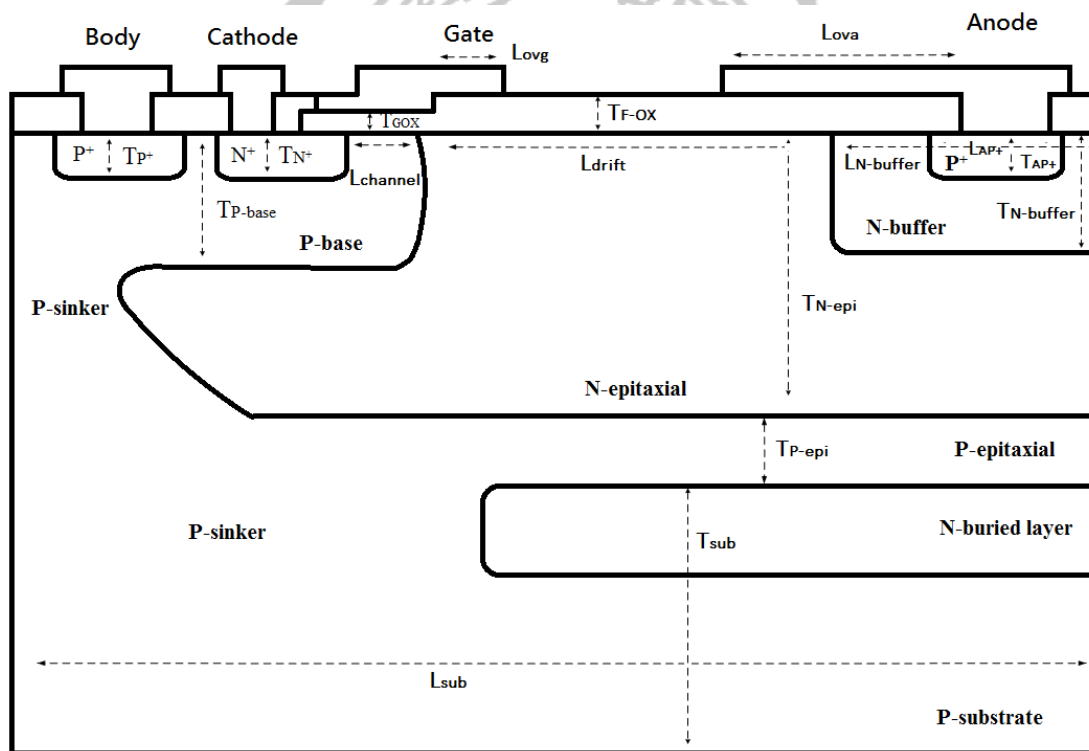 Body
Cathode
Gate
Anode
Lovg
Lova
TGOX
TF-OX
P+
TP+
N+
TN+
Lchannel
Ldrift
LN-buffer
P+
LAP+
TAP+
TP-base
TN-buffer
P-base
N-buffer
P-sinker
TN-epi
N-epitaxial
TP-epi
P-epitaxial
P-sinker
Tsub
N-buried layer
Lsub
P-substrate